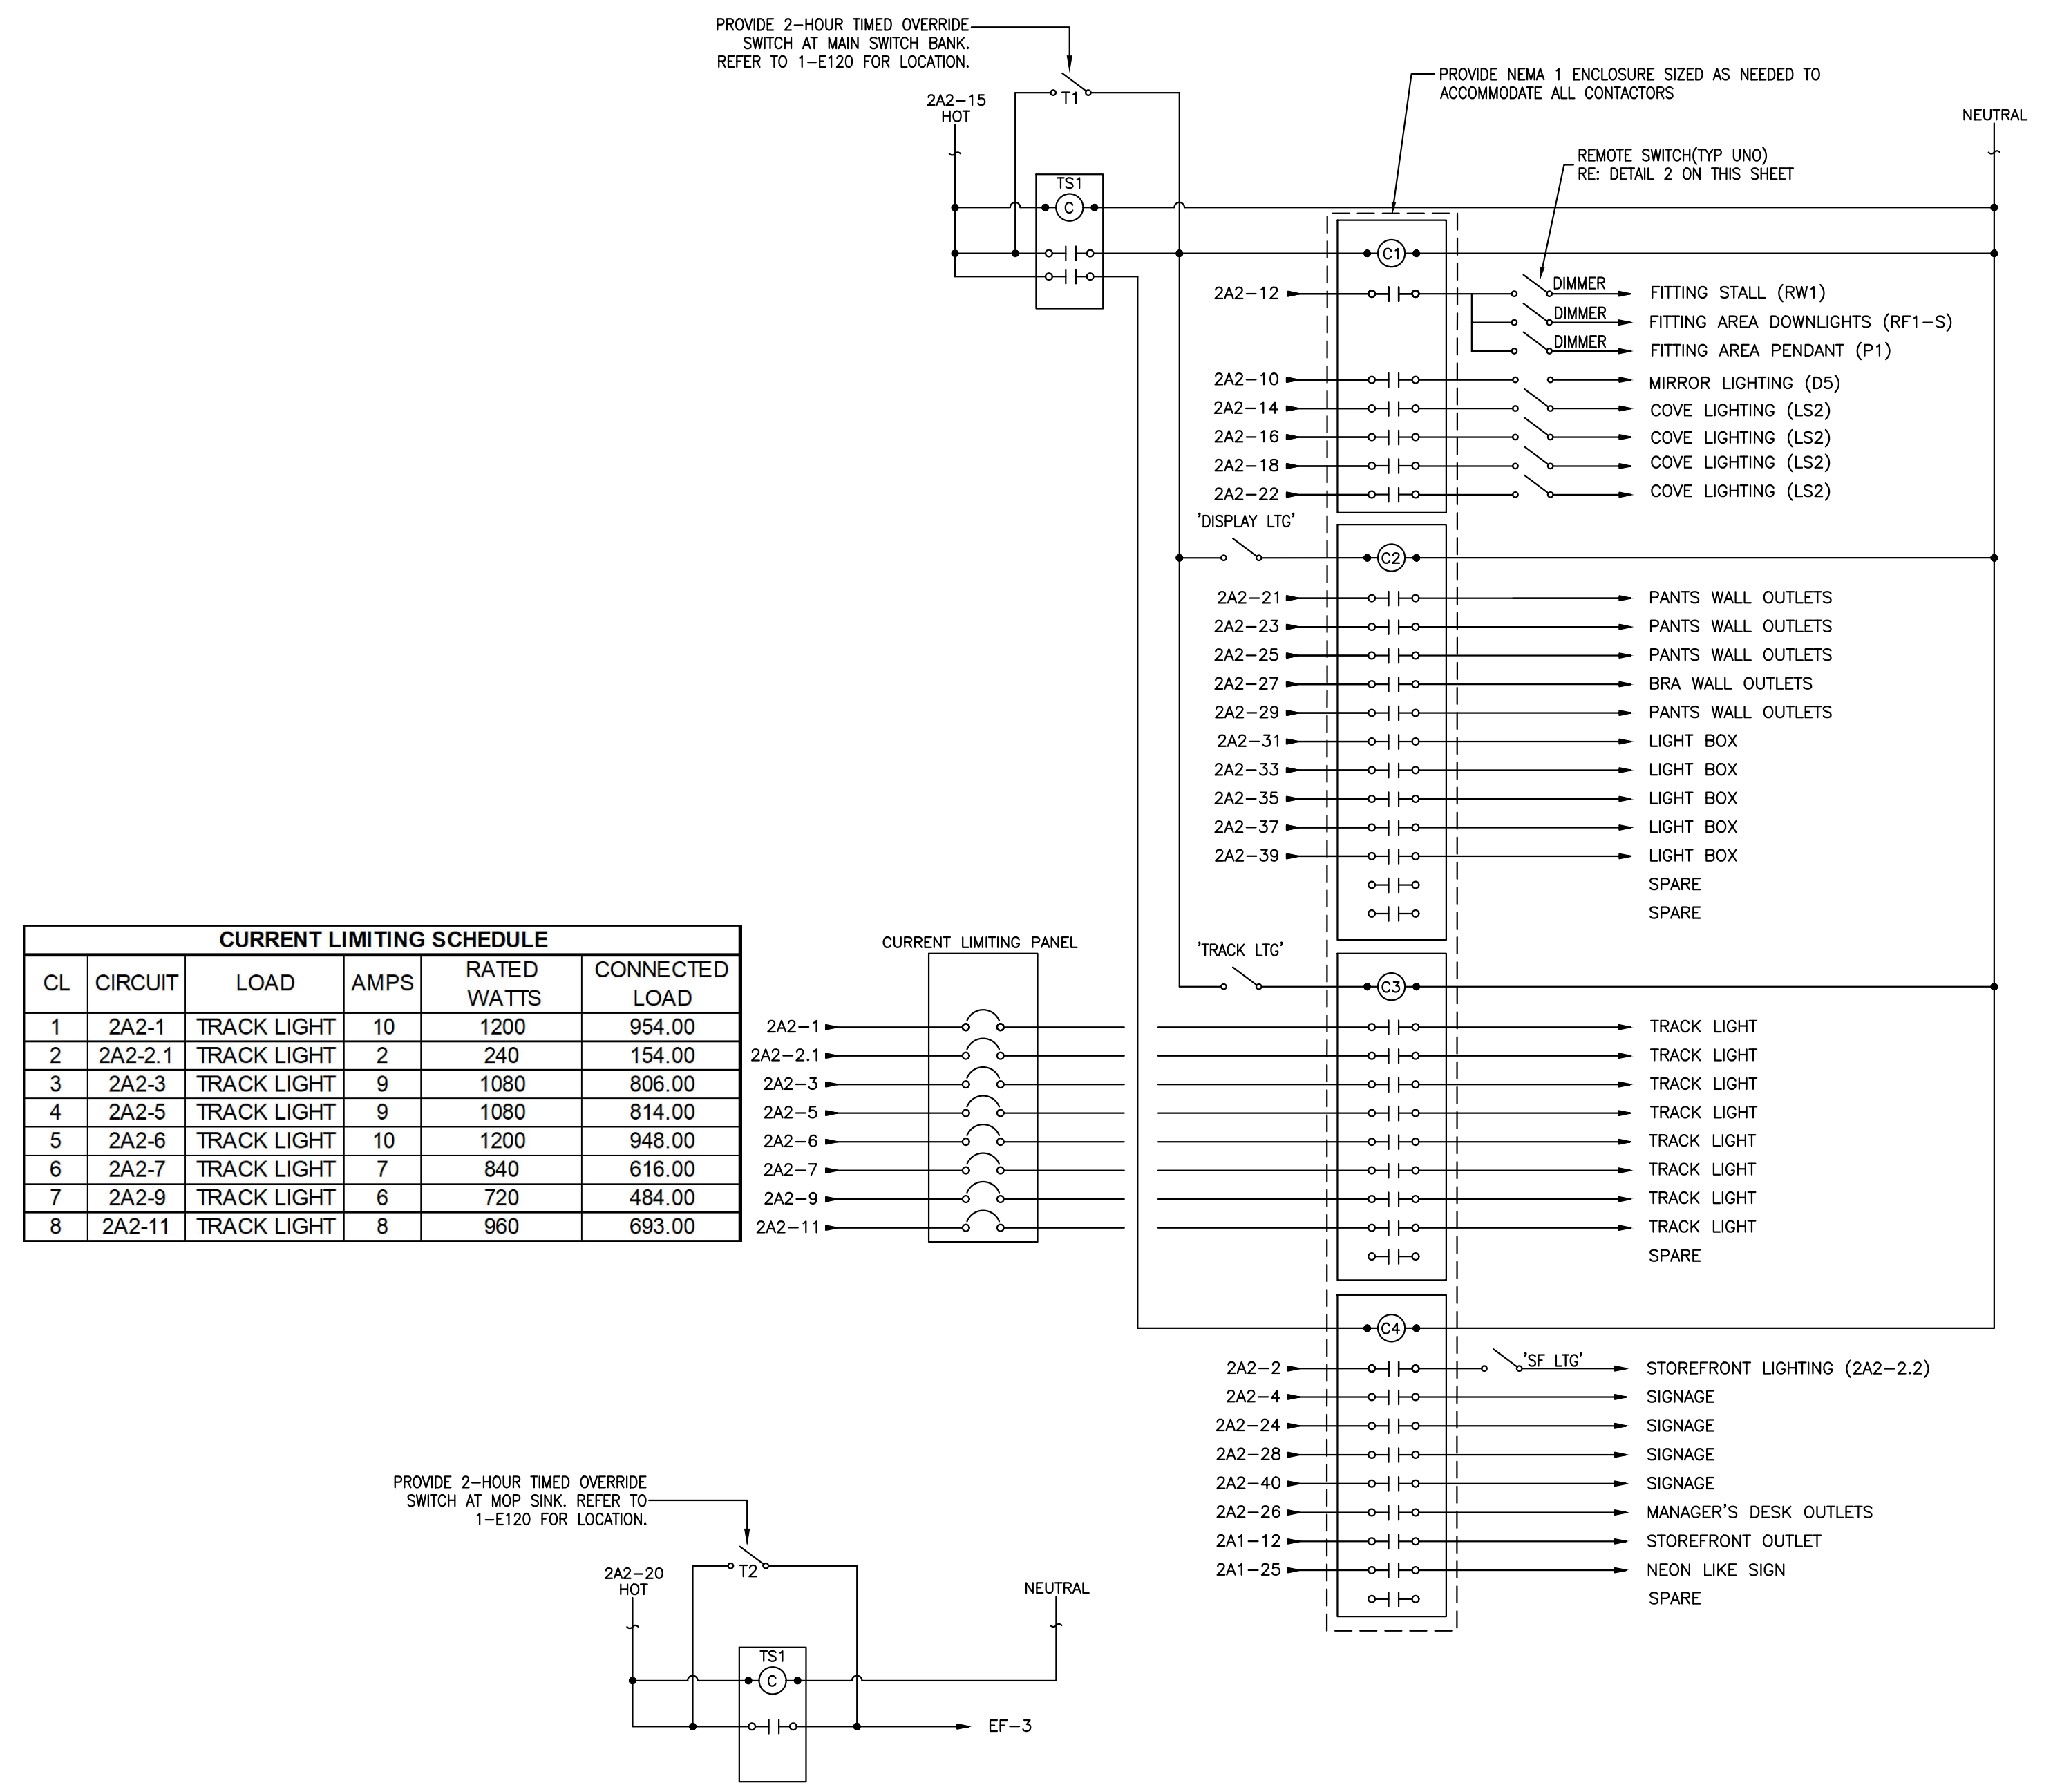 PROVIDE 2-HOUR TIMED OVERRIDE
SWITCH AT MAIN SWITCH BANK.
REFER TO 1-E120 FOR LOCATION.
T1
2A2-15
HOT
PROVIDE NEMA 1 ENCLOSURE SIZED AS NEEDED TO
ACCOMMODATE ALL CONTACTORS
NEUTRAL
REMOTE SWITCH(TYP UNO)
RE: DETAIL 2 ON THIS SHEET
TS1
C
C1
2A2-12 DIMMER FITTING STALL (RW1)
DIMMER FITTING AREA DOWNLIGHTS (RF1-S)
DIMMER FITTING AREA PENDANT (P1)
2A2-10 MIRROR LIGHTING (D5)
2A2-14 COVE LIGHTING (LS2)
2A2-16 COVE LIGHTING (LS2)
2A2-18 COVE LIGHTING (LS2)
2A2-22 COVE LIGHTING (LS2)
'DISPLAY LTG'
C2
2A2-21 PANTS WALL OUTLETS
2A2-23 PANTS WALL OUTLETS
2A2-25 PANTS WALL OUTLETS
2A2-27 BRA WALL OUTLETS
2A2-29 PANTS WALL OUTLETS
2A2-31 LIGHT BOX
2A2-33 LIGHT BOX
2A2-35 LIGHT BOX
2A2-37 LIGHT BOX
2A2-39 LIGHT BOX
SPARE
SPARE
CURRENT LIMITING SCHEDULE
CL CIRCUIT LOAD AMPS RATED WATTS CONNECTED LOAD
1 2A2-1 TRACK LIGHT 10 1200 954.00
2 2A2-2.1 TRACK LIGHT 2 240 154.00
3 2A2-3 TRACK LIGHT 9 1080 806.00
4 2A2-5 TRACK LIGHT 9 1080 814.00
5 2A2-6 TRACK LIGHT 10 1200 948.00
6 2A2-7 TRACK LIGHT 7 840 616.00
7 2A2-9 TRACK LIGHT 6 720 484.00
8 2A2-11 TRACK LIGHT 8 960 693.00
CURRENT LIMITING PANEL
'TRACK LTG'
C3
2A2-1 TRACK LIGHT
2A2-2.1 TRACK LIGHT
2A2-3 TRACK LIGHT
2A2-5 TRACK LIGHT
2A2-6 TRACK LIGHT
2A2-7 TRACK LIGHT
2A2-9 TRACK LIGHT
2A2-11 TRACK LIGHT
SPARE
C4
2A2-2 'SF LTG' STOREFRONT LIGHTING (2A2-2.2)
2A2-4 SIGNAGE
2A2-24 SIGNAGE
2A2-28 SIGNAGE
2A2-40 SIGNAGE
2A2-26 MANAGER'S DESK OUTLETS
2A1-12 STOREFRONT OUTLET
2A1-25 NEON LIKE SIGN
SPARE
PROVIDE 2-HOUR TIMED OVERRIDE
SWITCH AT MOP SINK. REFER TO
1-E120 FOR LOCATION.
T2
2A2-20
HOT
NEUTRAL
TS1
C
EF-3